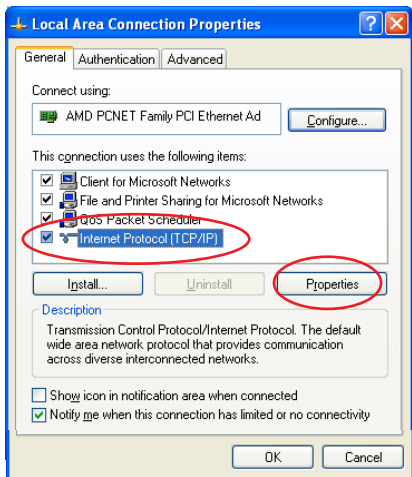 Local Area Connection Properties
General Authentication Advanced
Connect using:
AMD PCNET Family PCI Ethernet Ad
Configure...
This connection uses the following items:
Client for Microsoft Networks
File and Printer Sharing for Microsoft Networks
QoS Packet Scheduler
Internet Protocol (TCP/IP)
Install... Uninstall Properties
Description
Transmission Control Protocol/Internet Protocol. The default
wide area network protocol that provides communication
across diverse interconnected networks.
Show icon in notification area when connected
Notify me when this connection has limited or no connectivity
OK Cancel